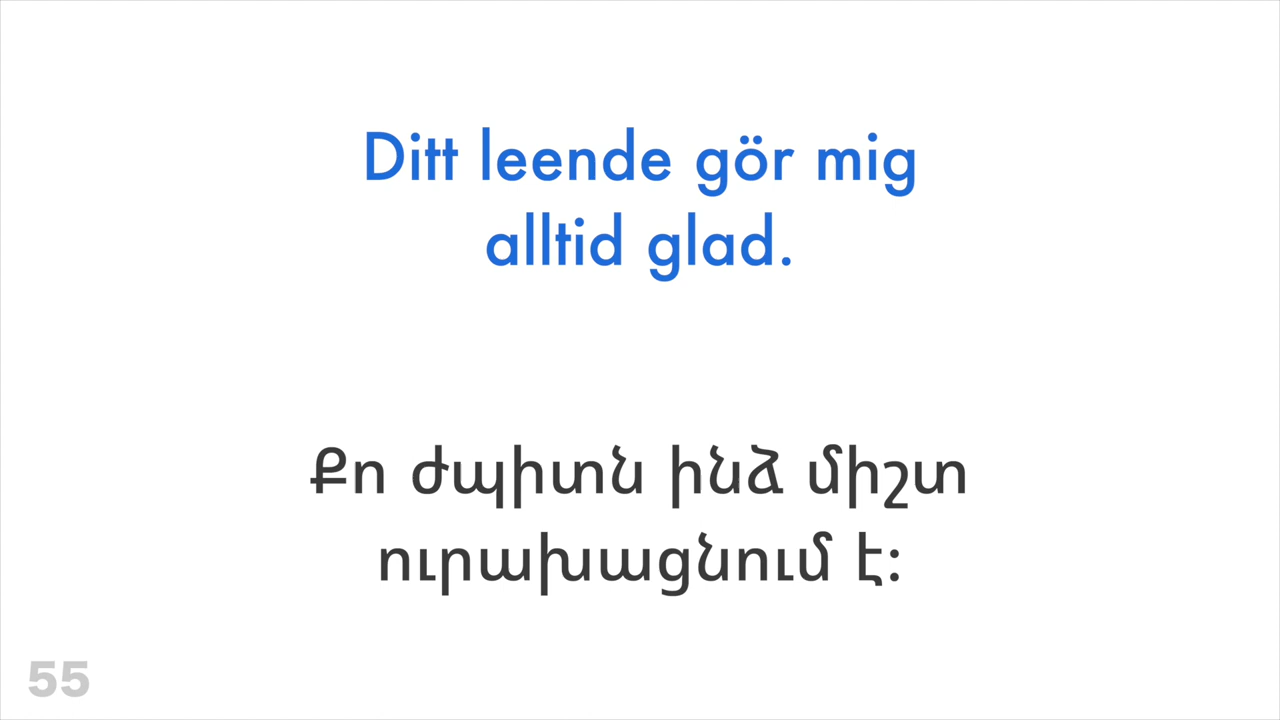 Ditt leende gör mig
alltid glad.
Քո ժպիտն ինձ միշտ
ուրախացնում է։
55